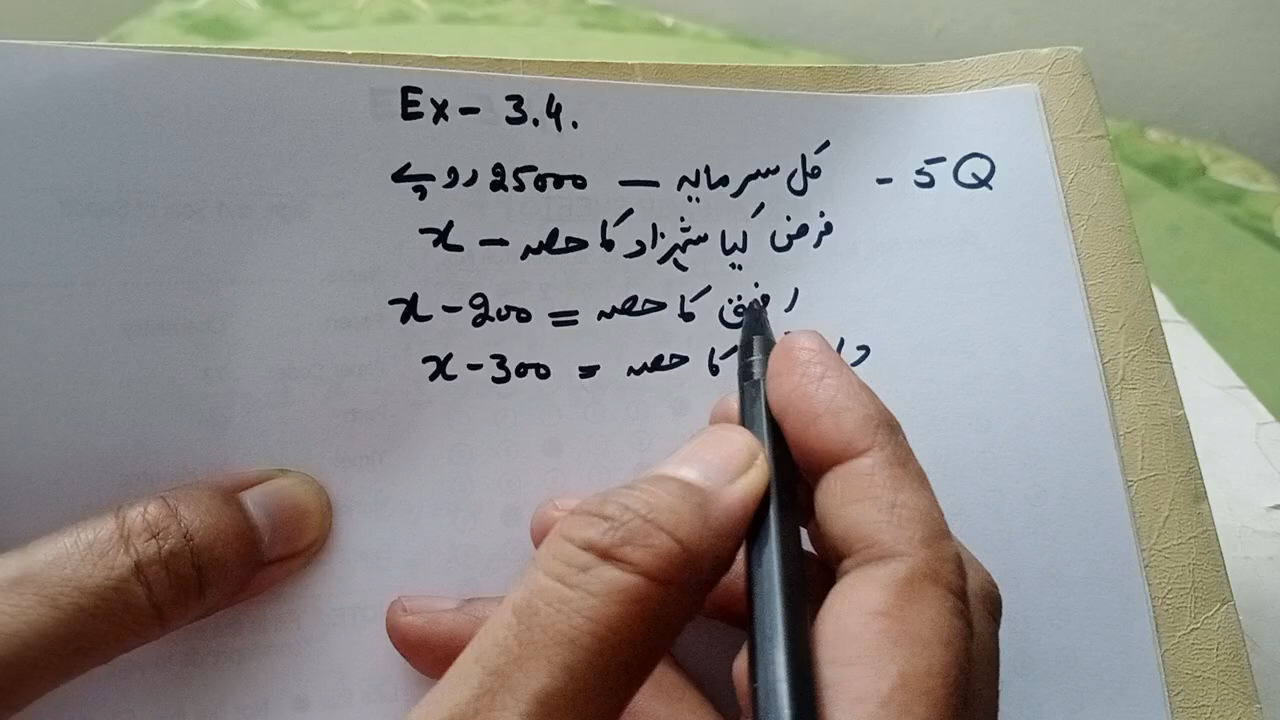 Ex - 3.4.
5Q - کل سرمایہ — 25000 روپے
فرض کیا شہزاد کا حصہ — x
رفیق کا حصہ = x - 200
کا حصہ = x - 300